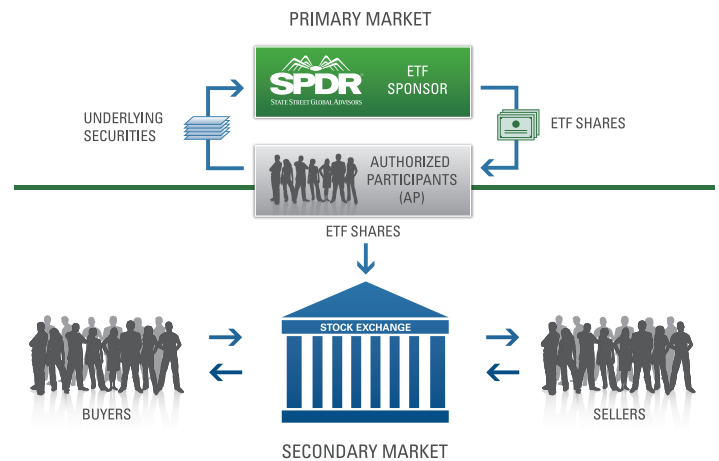 PRIMARY MARKET
SPDR
STATE STREET GLOBAL ADVISORS
ETF
SPONSOR
UNDERLYING
SECURITIES
ETF SHARES
AUTHORIZED
PARTICIPANTS
(AP)
ETF SHARES
STOCK EXCHANGE
BUYERS
SELLERS
SECONDARY MARKET